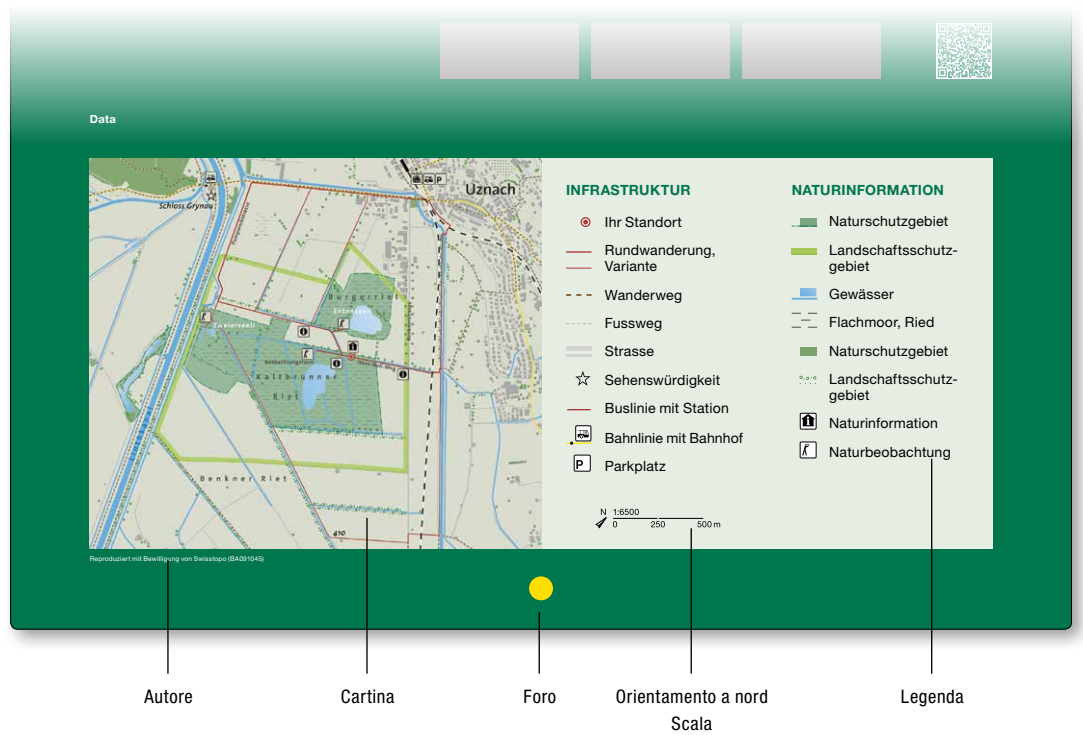 Data
Uznach
Schloss Grynau
Burgerriet
Entensee
Zweierseeli
Kaltbrunner
Riet
Benkner Riet
410
INFRASTRUKTUR
Ihr Standort
Rundwanderung,
Variante
Wanderweg
Fussweg
Strasse
Sehenswürdigkeit
Buslinie mit Station
Bahnlinie mit Bahnhof
P Parkplatz
N 1:6500
0 250 500 m
NATURINFORMATION
Naturschutzgebiet
Landschaftsschutz-
gebiet
Gewässer
Flachmoor, Ried
Naturschutzgebiet
Landschaftsschutz-
gebiet
Naturinformation
Naturbeobachtung
Reproduziert mit Bewilligung von Swisstopo (BA091045)
Autore
Cartina
Foro
Orientamento a nord
Scala
Legenda